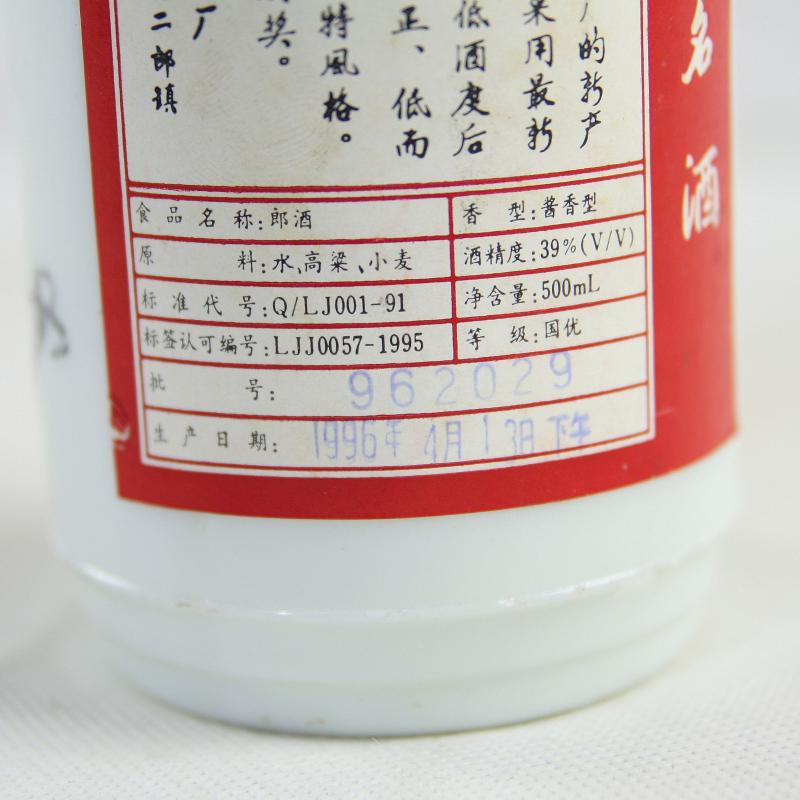 的新产
采用最新
低酒度后
正、低而
特风格。
奖。
厂
二郎镇
名酒
食品名称:郎酒
香型:酱香型
原料:水、高粱、小麦
酒精度:39%(V/V)
标准代号:Q/LJ001-91
净含量:500mL
标签认可编号:LJJ0057-1995
等级:国优
批号:962029
生产日期:1996年4月13日下午